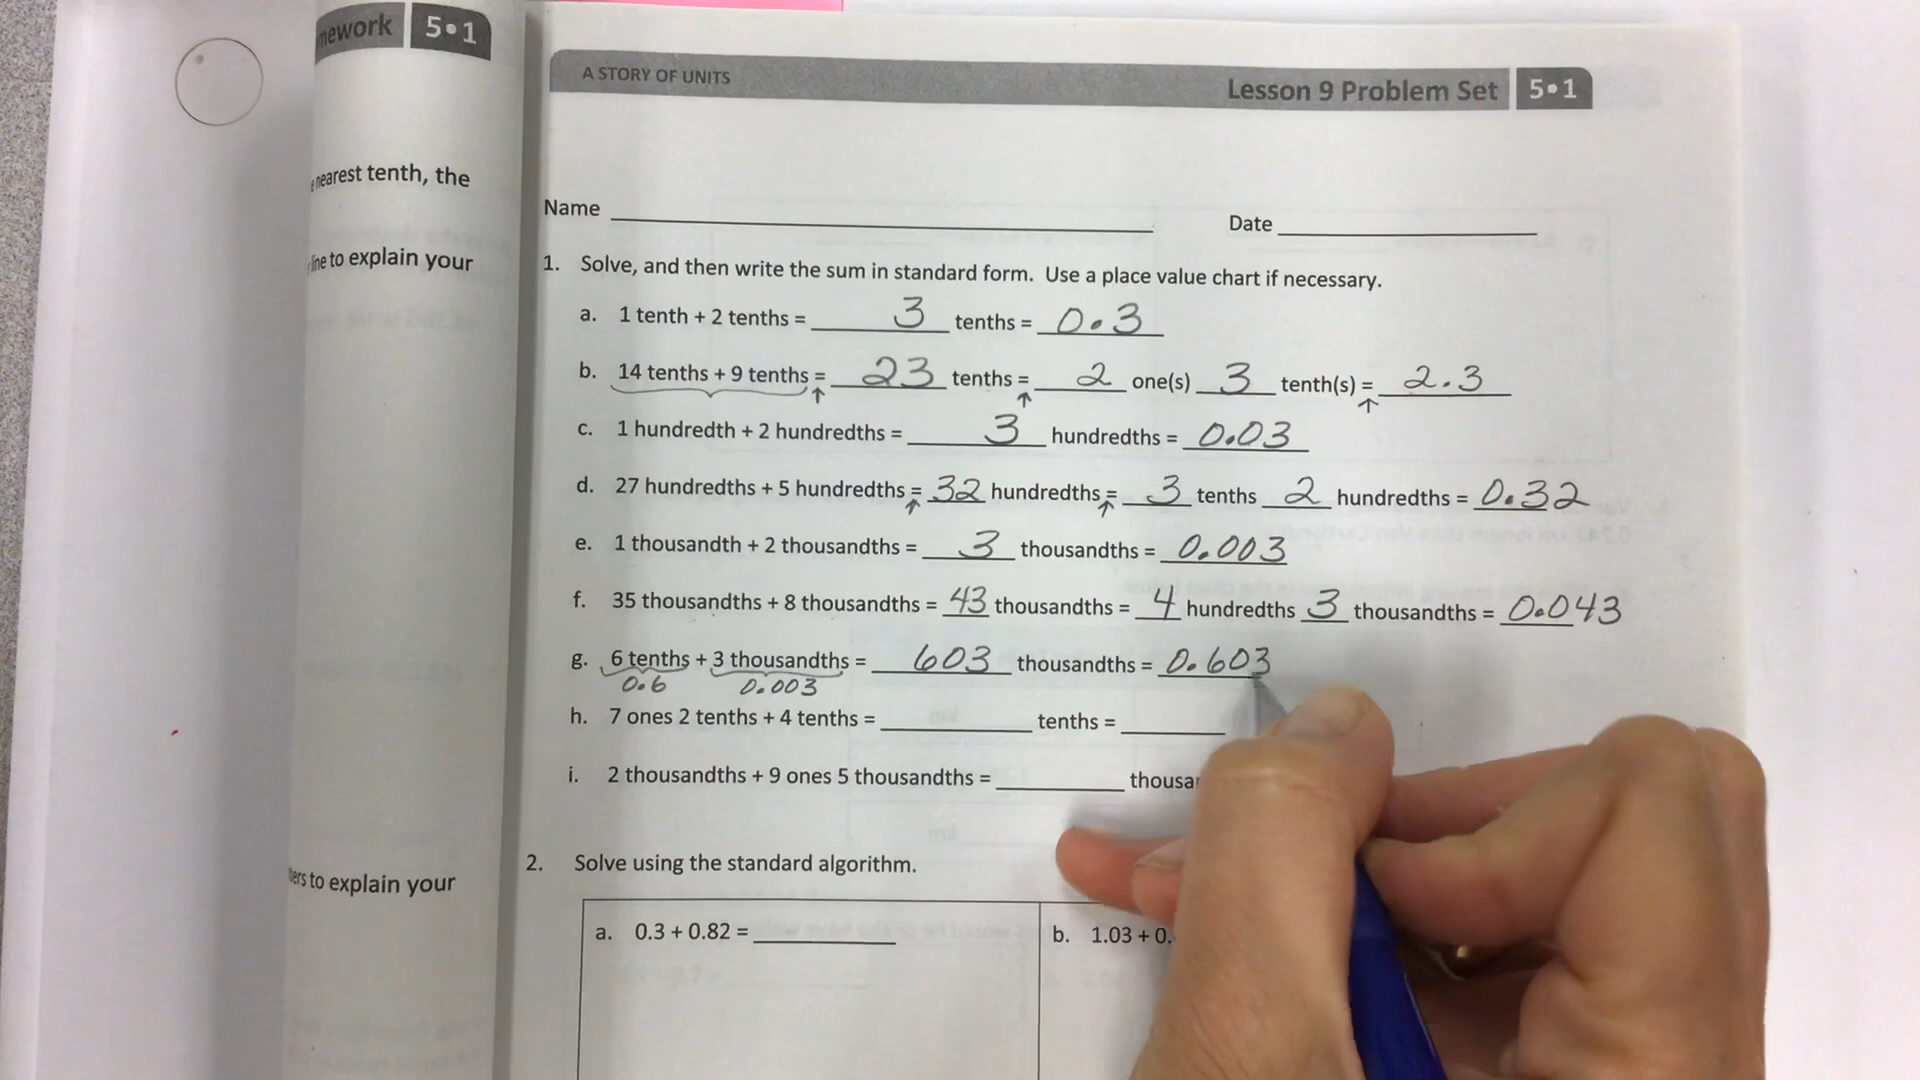 mework 5•1
nearest tenth, the
line to explain your
to explain your
A STORY OF UNITS
Lesson 9 Problem Set 5•1
Name
Date
1. Solve, and then write the sum in standard form. Use a place value chart if necessary.
a. 1 tenth + 2 tenths = 3 tenths = 0.3
b. 14 tenths + 9 tenths = 23 tenths = 2 one(s) 3 tenth(s) = 2.3
c. 1 hundredth + 2 hundredths = 3 hundredths = 0.03
d. 27 hundredths + 5 hundredths = 32 hundredths = 3 tenths 2 hundredths = 0.32
e. 1 thousandth + 2 thousandths = 3 thousandths = 0.003
f. 35 thousandths + 8 thousandths = 43 thousandths = 4 hundredths 3 thousandths = 0.043
g. 6 tenths + 3 thousandths = 603 thousandths = 0.603
0.6 0.003
h. 7 ones 2 tenths + 4 tenths = tenths =
i. 2 thousandths + 9 ones 5 thousandths = thousa
2. Solve using the standard algorithm.
a. 0.3 + 0.82 =
b. 1.03 + 0.